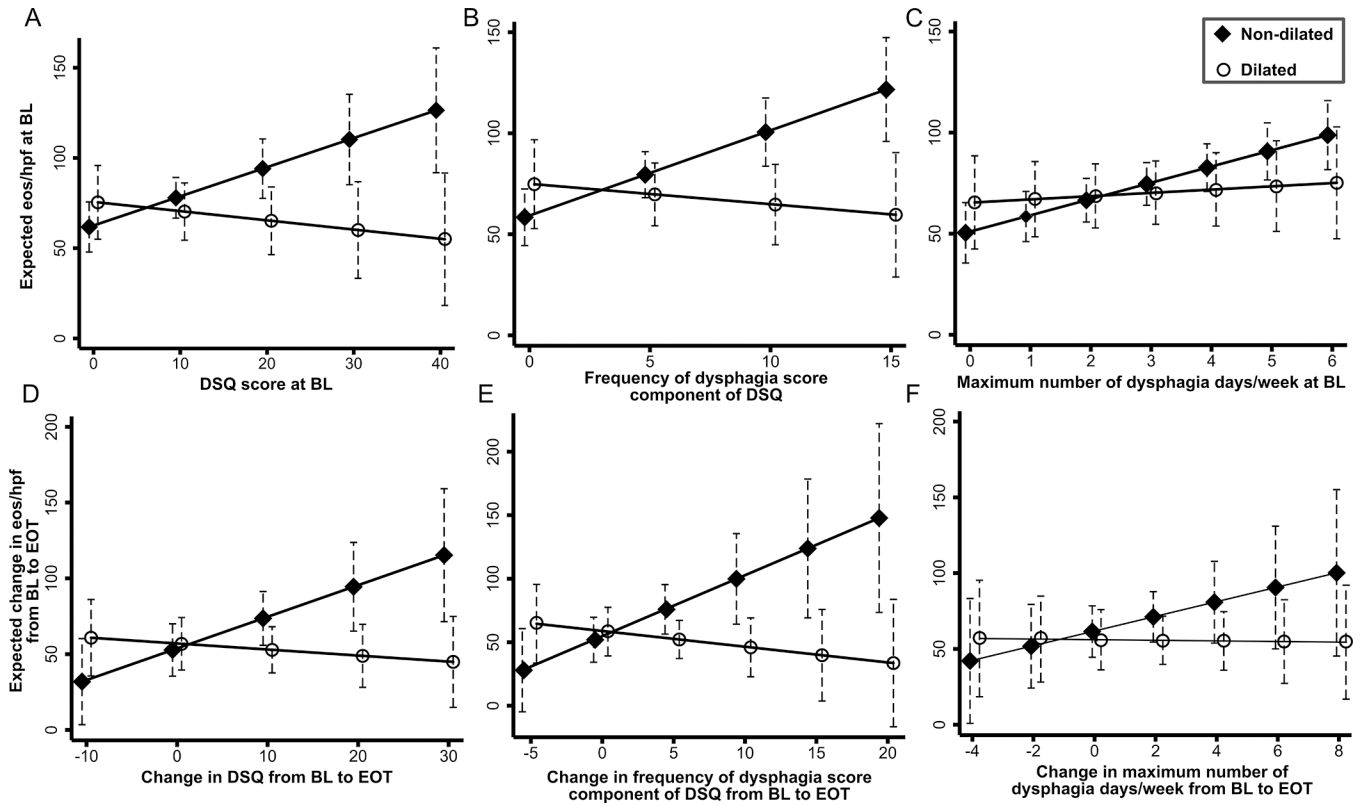 A
Expected eos/hpf at BL
0 50 100 150
0 10 20 30 40
DSQ score at BL
B
0 50 100 150
0 5 10 15
Frequency of dysphagia score
component of DSQ
C
Non-dilated
Dilated
0 50 100 150
0 1 2 3 4 5 6
Maximum number of dysphagia days/week at BL
D
Expected change in eos/hpf
from BL to EOT
0 50 100 150 200
-10 0 10 20 30
Change in DSQ from BL to EOT
E
0 50 100 150 200
-5 0 5 10 15 20
Change in frequency of dysphagia score
component of DSQ from BL to EOT
F
0 50 100 150 200
-4 -2 0 2 4 6 8
Change in maximum number of
dysphagia days/week from BL to EOT